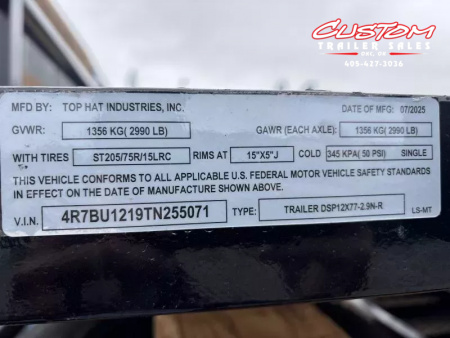 CUSTOM
TRAILER SALES
405-427-3036
MFD BY: TOP HAT INDUSTRIES, INC. DATE OF MFG: 07/2025
GVWR: 1356 KG( 2990 LB) GAWR (EACH AXLE): 1356 KG( 2990 LB)
WITH TIRES ST205/75R/15LRC RIMS AT 15"X5"J COLD 345 KPA( 50 PSI) SINGLE
THIS VEHICLE CONFORMS TO ALL APPLICABLE U.S. FEDERAL MOTOR VEHICLE SAFETY STANDARDS
IN EFFECT ON THE DATE OF MANUFACTURE SHOWN ABOVE.
V.I.N. 4R7BU1219TN255071 TYPE: TRAILER DSP12X77-2.9N-R LS-MT